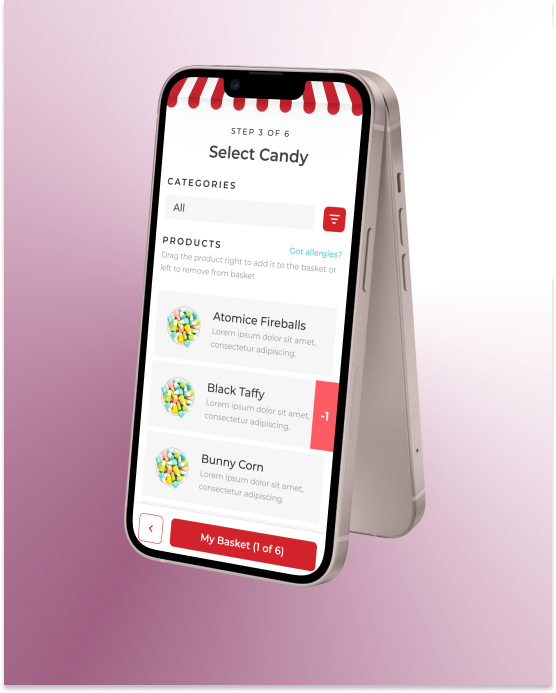 STEP 3 OF 6
Select Candy
CATEGORIES
All
PRODUCTS
Got allergies?
Drag the product right to add it to the basket or
left to remove from basket
Atomice Fireballs
Lorem ipsum dolor sit amet,
consectetur adipiscing.
Black Taffy
Lorem ipsum dolor sit amet,
consectetur adipiscing.
-1
Bunny Corn
Lorem ipsum dolor sit amet,
consectetur adipiscing.
My Basket (1 of 6)